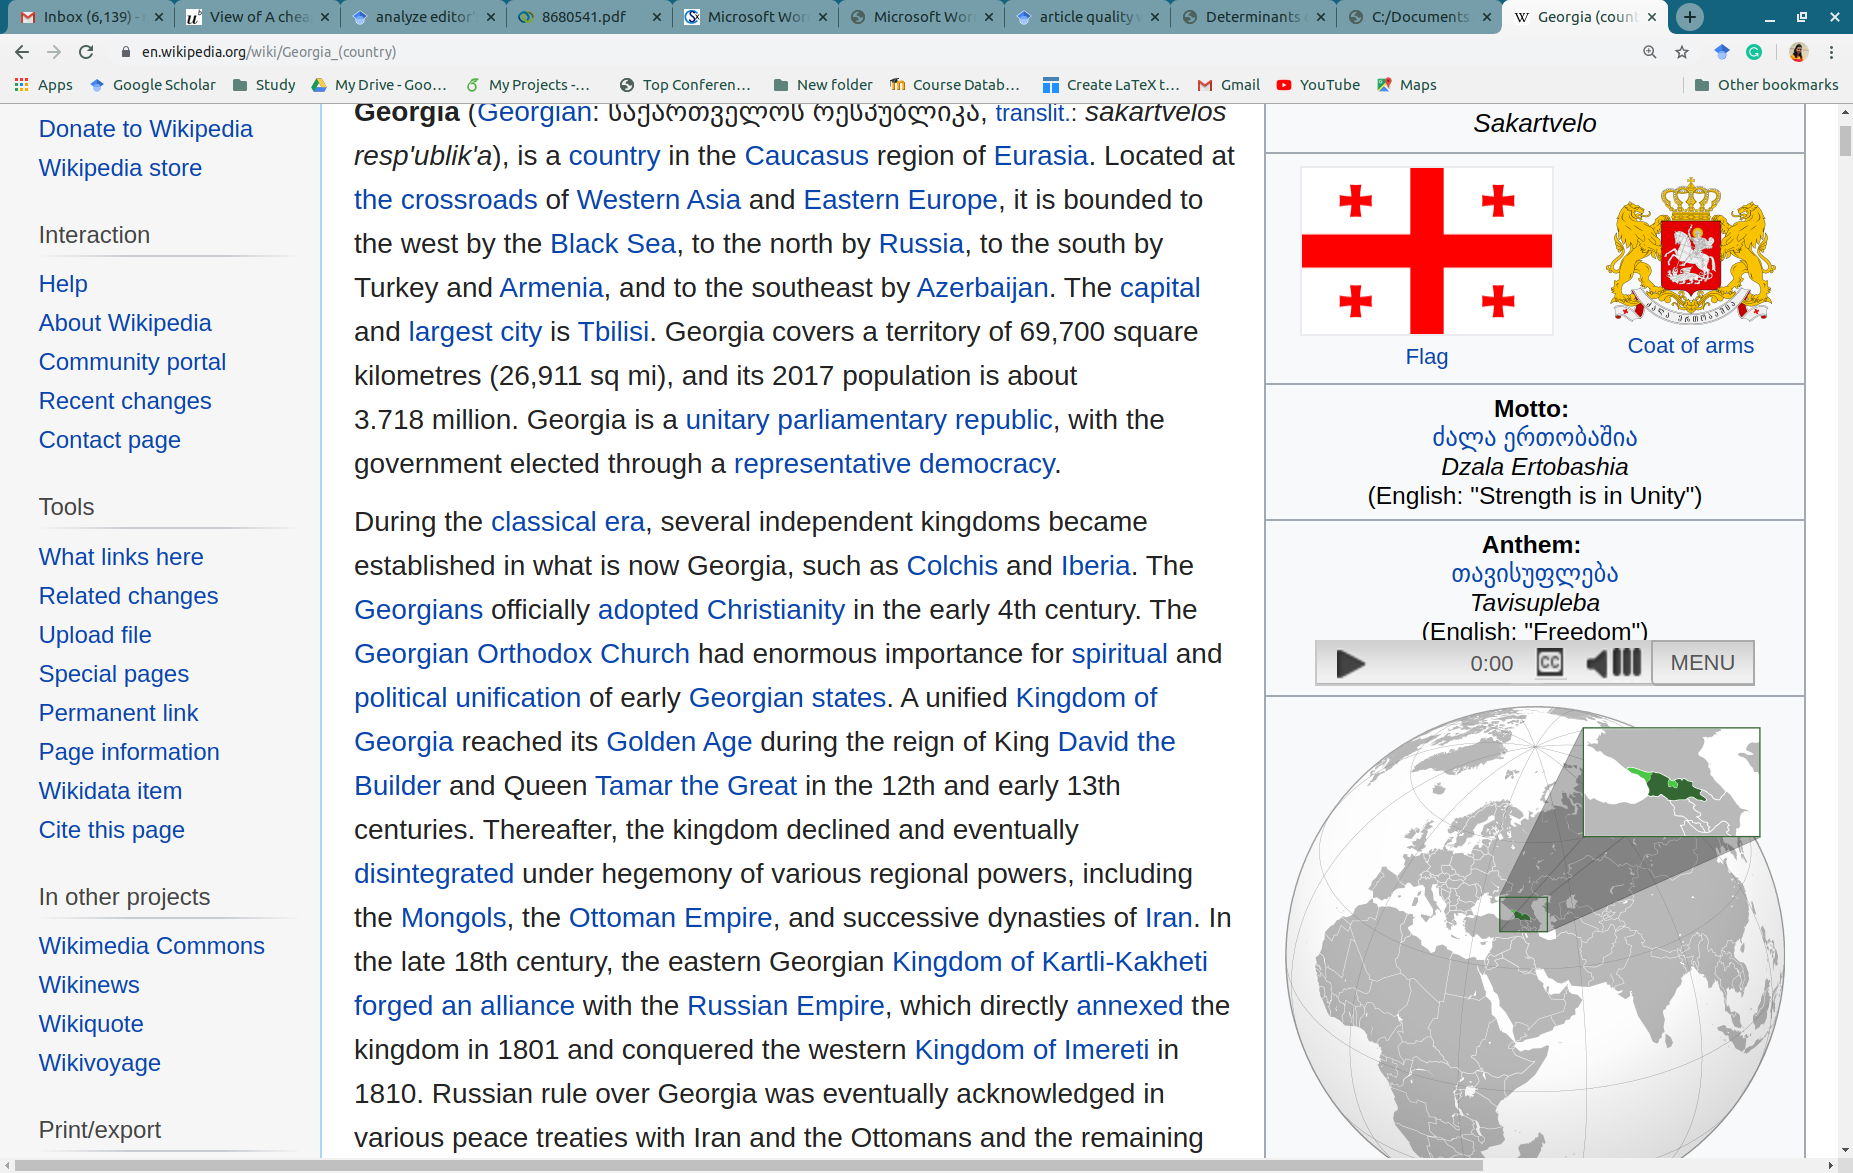 Inbox (6,139) -
View of A chea
analyze editor'
8680541.pdf
Microsoft Wor
Microsoft Wor
article quality
Determinants
C:/Documents
Georgia (count
en.wikipedia.org/wiki/Georgia_(country)
Apps
Google Scholar
Study
My Drive - Goo...
My Projects -...
Top Conferen...
New folder
Course Datab...
Create LaTeX t...
Gmail
YouTube
Maps
Other bookmarks
Donate to Wikipedia
Wikipedia store
Interaction
Help
About Wikipedia
Community portal
Recent changes
Contact page
Tools
What links here
Related changes
Upload file
Special pages
Permanent link
Page information
Wikidata item
Cite this page
In other projects
Wikimedia Commons
Wikinews
Wikiquote
Wikivoyage
Print/export
Georgia (Georgian: საქართველოს რესპუბლიკა, translit.: sakartvelos
resp'ublik'a), is a country in the Caucasus region of Eurasia. Located at
the crossroads of Western Asia and Eastern Europe, it is bounded to
the west by the Black Sea, to the north by Russia, to the south by
Turkey and Armenia, and to the southeast by Azerbaijan. The capital
and largest city is Tbilisi. Georgia covers a territory of 69,700 square
kilometres (26,911 sq mi), and its 2017 population is about
3.718 million. Georgia is a unitary parliamentary republic, with the
government elected through a representative democracy.
During the classical era, several independent kingdoms became
established in what is now Georgia, such as Colchis and Iberia. The
Georgians officially adopted Christianity in the early 4th century. The
Georgian Orthodox Church had enormous importance for spiritual and
political unification of early Georgian states. A unified Kingdom of
Georgia reached its Golden Age during the reign of King David the
Builder and Queen Tamar the Great in the 12th and early 13th
centuries. Thereafter, the kingdom declined and eventually
disintegrated under hegemony of various regional powers, including
the Mongols, the Ottoman Empire, and successive dynasties of Iran. In
the late 18th century, the eastern Georgian Kingdom of Kartli-Kakheti
forged an alliance with the Russian Empire, which directly annexed the
kingdom in 1801 and conquered the western Kingdom of Imereti in
1810. Russian rule over Georgia was eventually acknowledged in
various peace treaties with Iran and the Ottomans and the remaining
Sakartvelo
Flag
Coat of arms
Motto:
ძალა ერთობაშია
Dzala Ertobashia
(English: "Strength is in Unity")
Anthem:
თავისუფლება
Tavisupleba
(English: "Freedom")
0:00
CC
MENU